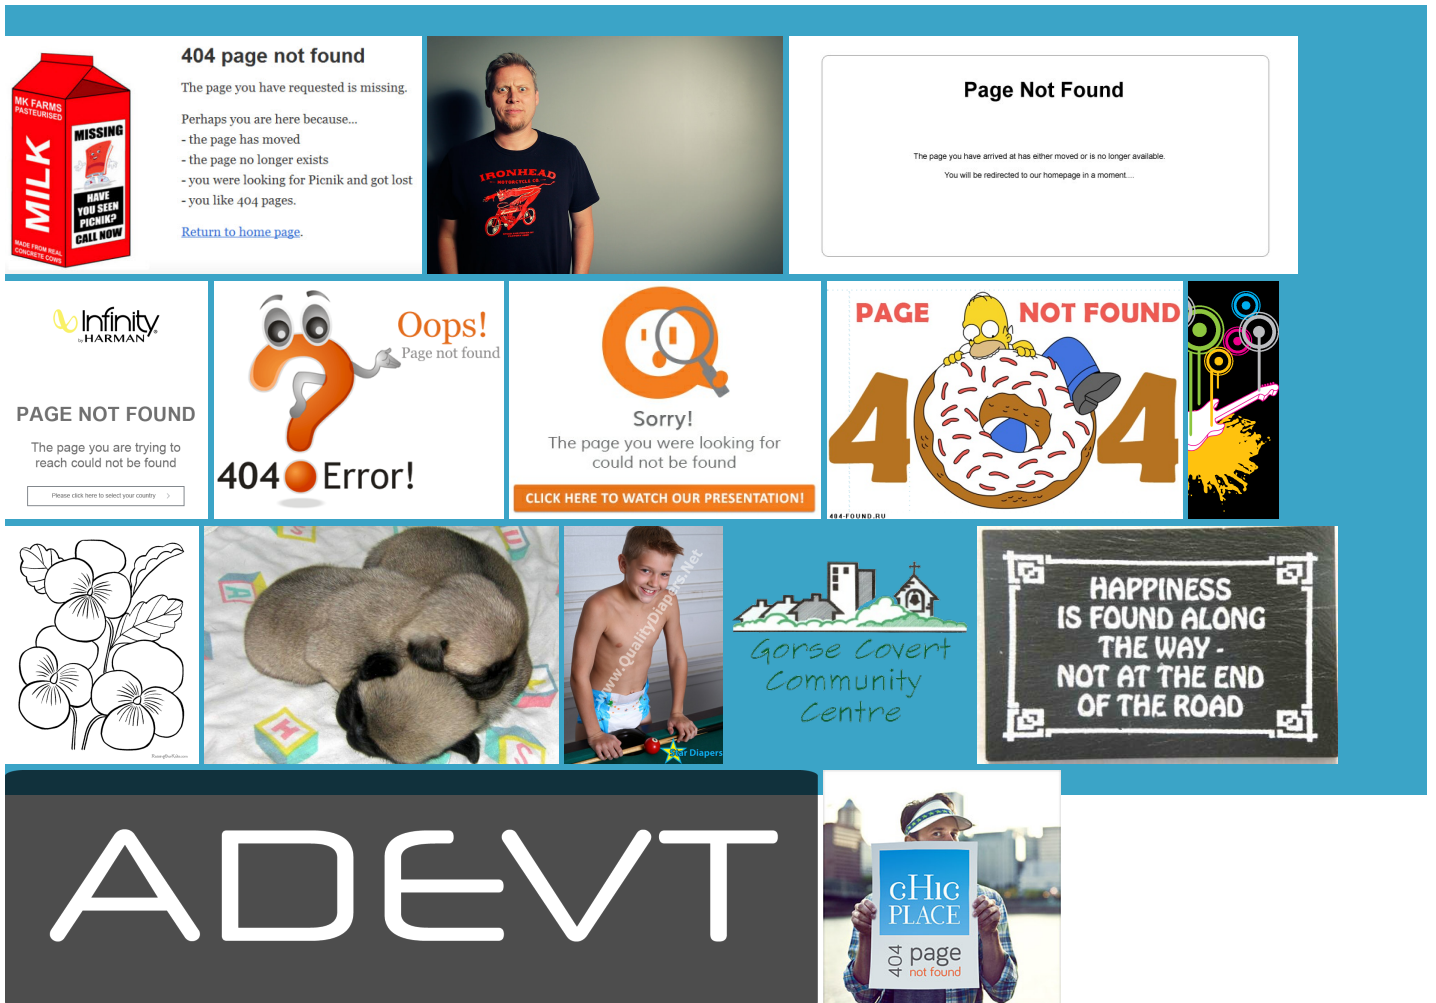 MK FARMS
PASTEURISED
MILK
MISSING
HAVE
YOU SEEN
PICNIK?
CALL NOW
MADE FROM REAL
CONCRETE COWS
404 page not found
The page you have requested is missing.
Perhaps you are here because...
- the page has moved
- the page no longer exists
- you were looking for Picnik and got lost
- you like 404 pages.
Return to home page.
IRONHEAD
MOTORCYCLE CO.
Page Not Found
The page you have arrived at has either moved or is no longer available.
You will be redirected to our homepage in a moment....
Infinity
by HARMAN
PAGE NOT FOUND
The page you are trying to
reach could not be found
Please click here to select your country
Oops!
Page not found
404 Error!
Sorry!
The page you were looking for
could not be found
CLICK HERE TO WATCH OUR PRESENTATION!
PAGE NOT FOUND
404
404-FOUND.RU
A
H
S
www.QualityDiapers.Net
Star Diapers
Gorse Covert
Community
Centre
HAPPINESS
IS FOUND ALONG
THE WAY -
NOT AT THE END
OF THE ROAD
ADEVT
cHic
PLACE
404 page
not found